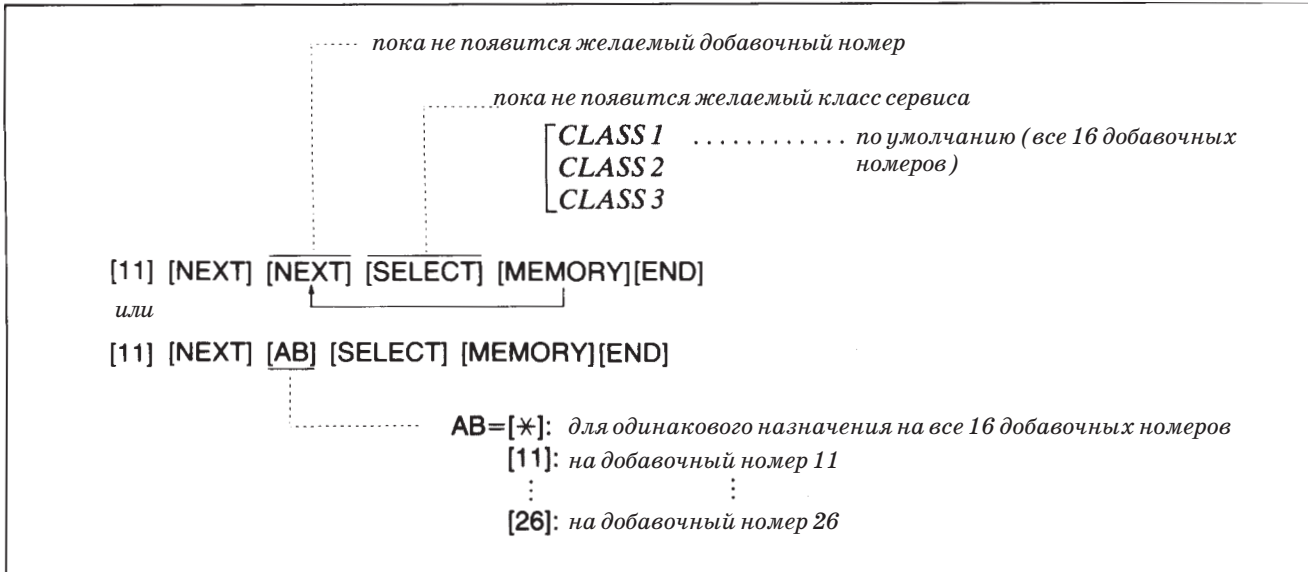 пока не появится желаемый добавочный номер
пока не появится желаемый класс сервиса
CLASS 1 ............ по умолчанию ( все 16 добавочных
CLASS 2 номеров )
CLASS 3
[11] [NEXT] [NEXT] [SELECT] [MEMORY][END]
или
[11] [NEXT] [AB] [SELECT] [MEMORY][END]
AB=[✳]: для одинакового назначения на все 16 добавочных номеров
[11]: на добавочный номер 11
⋮ ⋮
[26]: на добавочный номер 26